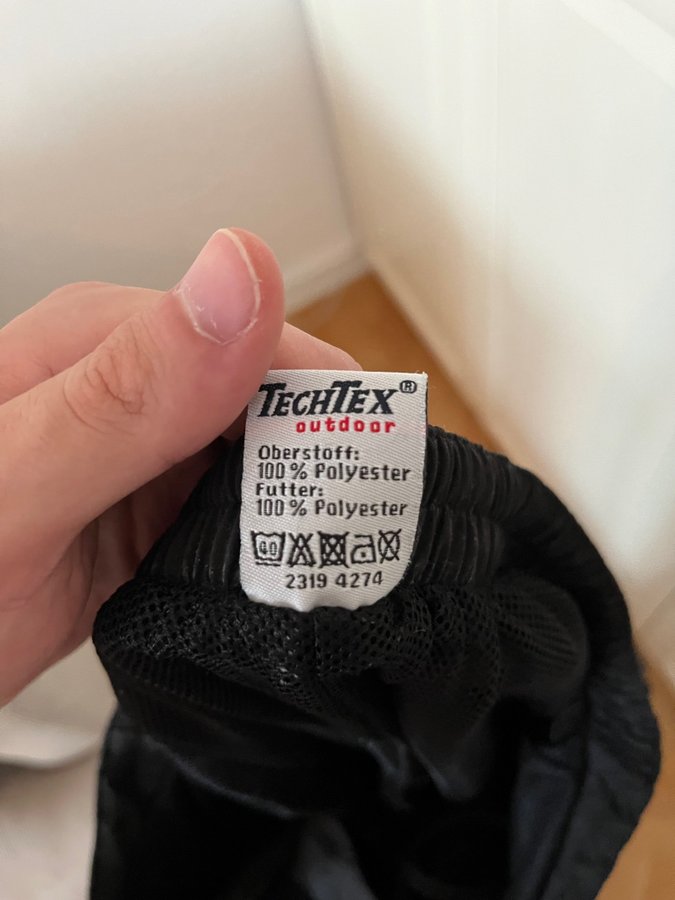 TECHTEX®
outdoor
Oberstoff:
100 % Polyester
Futter:
100 % Polyester
40
2319 4274